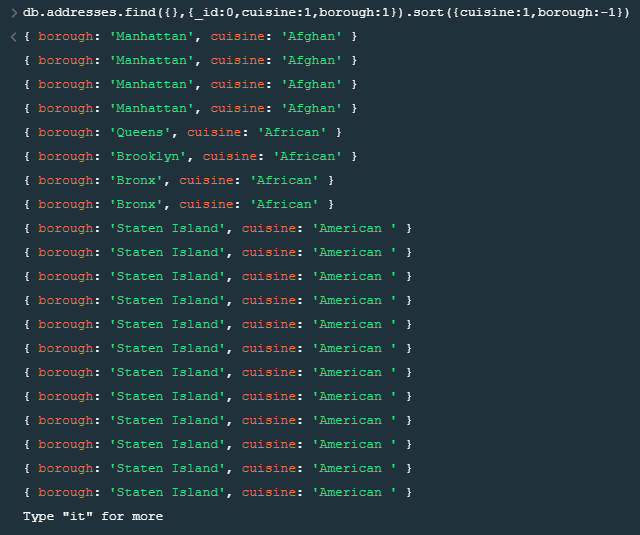 > db.addresses.find({},{_id:0,cuisine:1,borough:1}).sort({cuisine:1,borough:-1})
< { borough: 'Manhattan', cuisine: 'Afghan' }
{ borough: 'Manhattan', cuisine: 'Afghan' }
{ borough: 'Manhattan', cuisine: 'Afghan' }
{ borough: 'Manhattan', cuisine: 'Afghan' }
{ borough: 'Queens', cuisine: 'African' }
{ borough: 'Brooklyn', cuisine: 'African' }
{ borough: 'Bronx', cuisine: 'African' }
{ borough: 'Bronx', cuisine: 'African' }
{ borough: 'Staten Island', cuisine: 'American ' }
{ borough: 'Staten Island', cuisine: 'American ' }
{ borough: 'Staten Island', cuisine: 'American ' }
{ borough: 'Staten Island', cuisine: 'American ' }
{ borough: 'Staten Island', cuisine: 'American ' }
{ borough: 'Staten Island', cuisine: 'American ' }
{ borough: 'Staten Island', cuisine: 'American ' }
{ borough: 'Staten Island', cuisine: 'American ' }
{ borough: 'Staten Island', cuisine: 'American ' }
{ borough: 'Staten Island', cuisine: 'American ' }
{ borough: 'Staten Island', cuisine: 'American ' }
{ borough: 'Staten Island', cuisine: 'American ' }
Type "it" for more